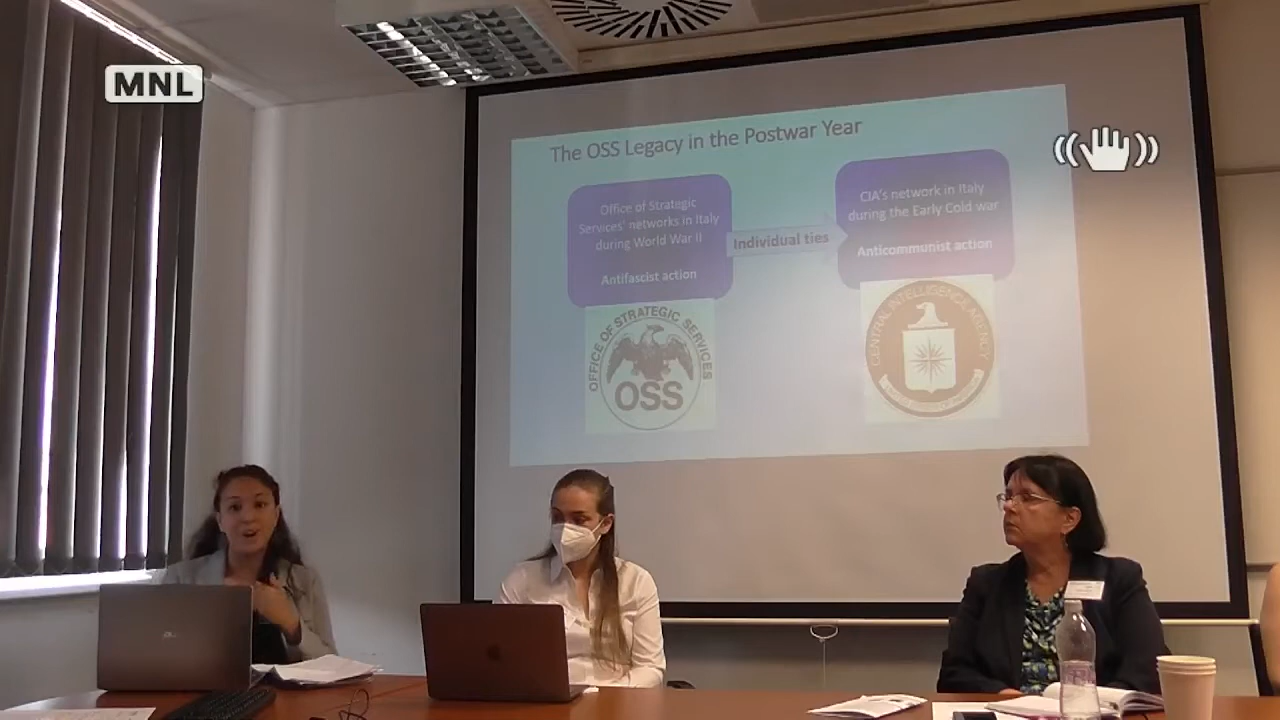 MNL
The OSS Legacy in the Postwar Year
Office of Strategic
Services' networks in Italy
during World War II
Antifascist action
Individual ties
CIA's network in Italy
during the Early Cold war
Anticommunist action
OFFICE OF STRATEGIC SERVICES
OSS
CENTRAL INTELLIGENCE AGENCY